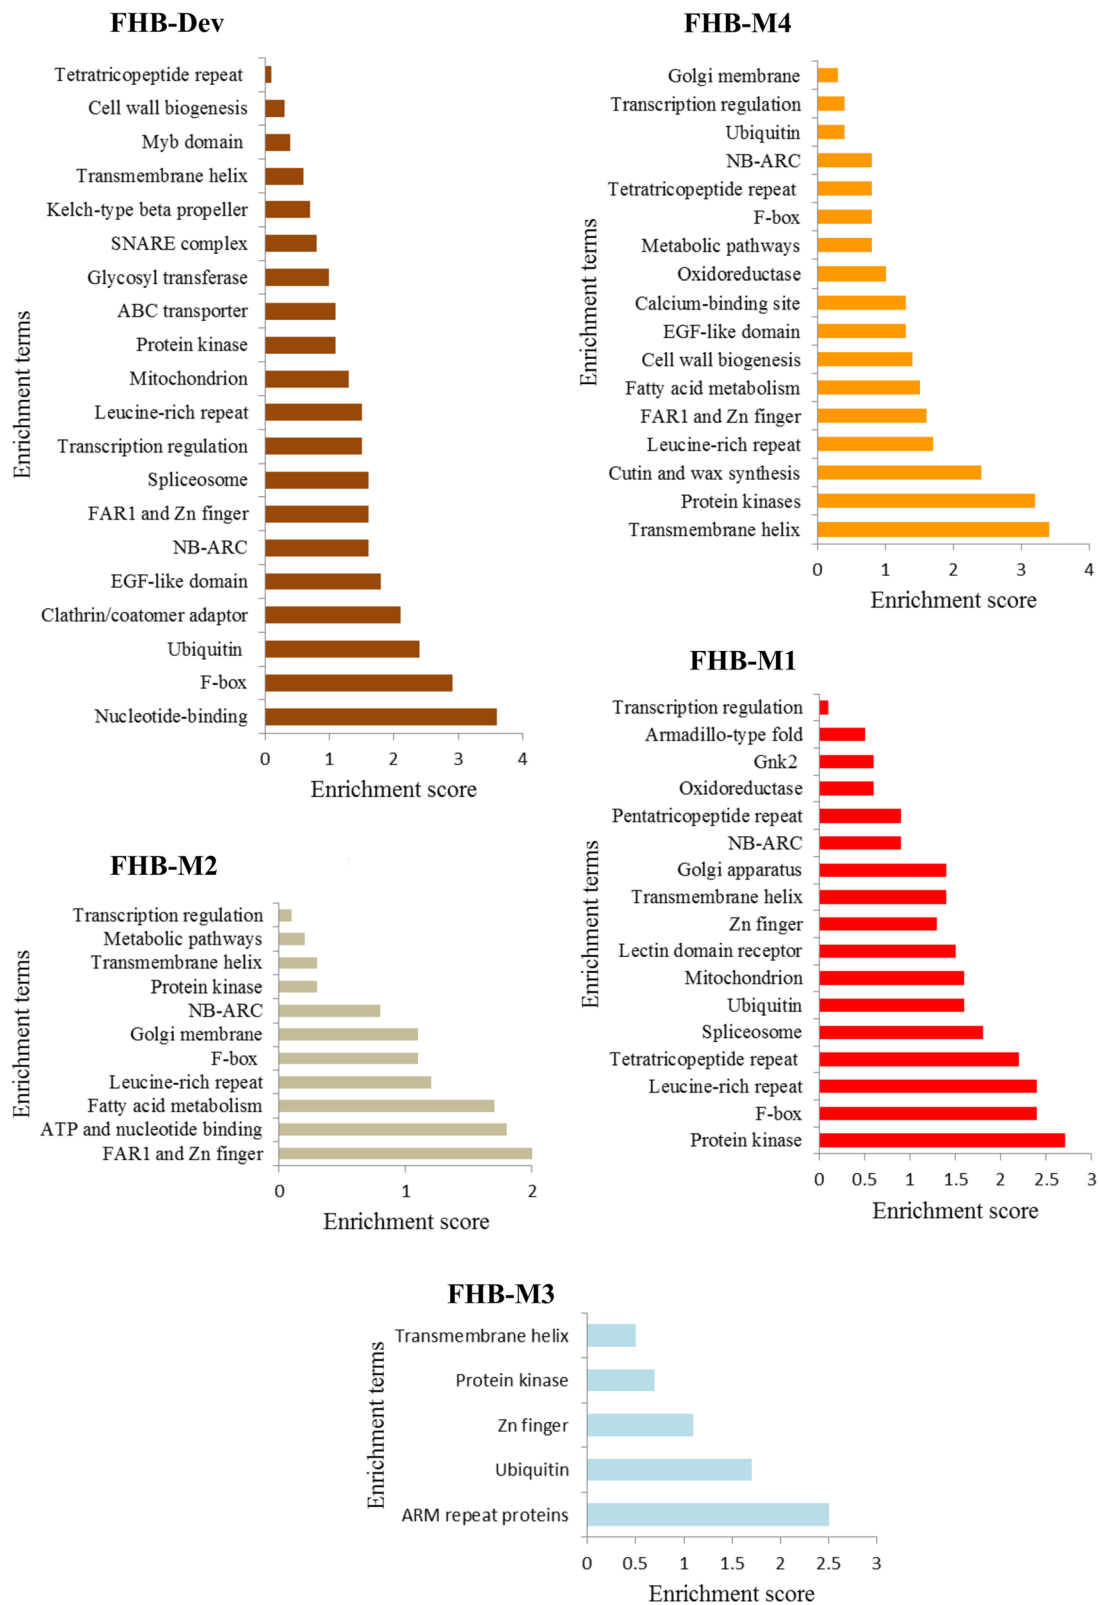 FHB-Dev
Enrichment terms
Tetratricopeptide repeat
Cell wall biogenesis
Myb domain
Transmembrane helix
Kelch-type beta propeller
SNARE complex
Glycosyl transferase
ABC transporter
Protein kinase
Mitochondrion
Leucine-rich repeat
Transcription regulation
Spliceosome
FAR1 and Zn finger
NB-ARC
EGF-like domain
Clathrin/coatomer adaptor
Ubiquitin
F-box
Nucleotide-binding
0 1 2 3 4
Enrichment score
FHB-M4
Enrichment terms
Golgi membrane
Transcription regulation
Ubiquitin
NB-ARC
Tetratricopeptide repeat
F-box
Metabolic pathways
Oxidoreductase
Calcium-binding site
EGF-like domain
Cell wall biogenesis
Fatty acid metabolism
FAR1 and Zn finger
Leucine-rich repeat
Cutin and wax synthesis
Protein kinases
Transmembrane helix
0 1 2 3 4
Enrichment score
FHB-M2
Enrichment terms
Transcription regulation
Metabolic pathways
Transmembrane helix
Protein kinase
NB-ARC
Golgi membrane
F-box
Leucine-rich repeat
Fatty acid metabolism
ATP and nucleotide binding
FAR1 and Zn finger
0 1 2
Enrichment score
FHB-M1
Enrichment terms
Transcription regulation
Armadillo-type fold
Gnk2
Oxidoreductase
Pentatricopeptide repeat
NB-ARC
Golgi apparatus
Transmembrane helix
Zn finger
Lectin domain receptor
Mitochondrion
Ubiquitin
Spliceosome
Tetratricopeptide repeat
Leucine-rich repeat
F-box
Protein kinase
0 0.5 1 1.5 2 2.5 3
Enrichment score
FHB-M3
Enrichment terms
Transmembrane helix
Protein kinase
Zn finger
Ubiquitin
ARM repeat proteins
0 0.5 1 1.5 2 2.5 3
Enrichment score